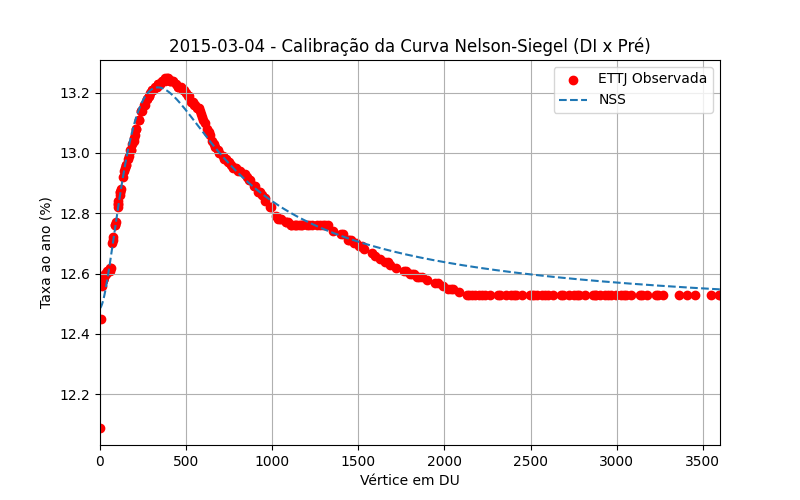 2015-03-04 - Calibração da Curva Nelson-Siegel (DI x Pré)
ETTJ Observada
NSS
Taxa ao ano (%)
13.2
13.0
12.8
12.6
12.4
12.2
0 500 1000 1500 2000 2500 3000 3500
Vértice em DU